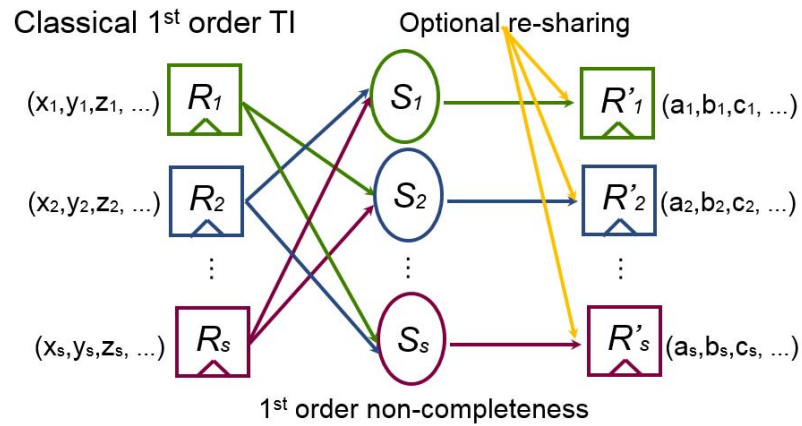 Classical 1st order TI
Optional re-sharing
(x1,y1,z1, ...) R1 S1 R'1 (a1,b1,c1, ...)
(x2,y2,z2, ...) R2 S2 R'2 (a2,b2,c2, ...)
⋮ ⋮ ⋮
(xs,ys,zs, ...) Rs Ss R's (as,bs,cs, ...)
1st order non-completeness